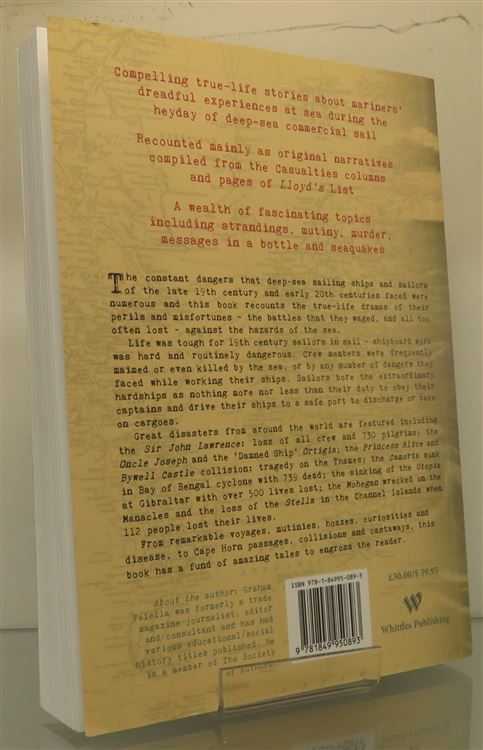 Compelling true-life stories about mariners'
dreadful experiences at sea during the
heyday of deep-sea commercial sail
Recounted mainly as original narratives
compiled from the Casualties columns
and pages of Lloyd's List
A wealth of fascinating topics
including strandings, mutiny, murder,
messages in a bottle and seaquakes
The constant dangers that deep-sea sailing ships and sailors
of the late 19th century and early 20th centuries faced were
numerous and this book recounts the true-life dramas of their
perils and misfortunes - the battles that they waged, and all too
often lost - against the hazards of the sea.
Life was tough for 19th century sailors in sail - shipboard work
was hard and routinely dangerous. Crew members were frequently
maimed or even killed by the sea, or by any number of dangers they
faced while working their ships. Sailors bore the extraordinary
hardships as nothing more nor less than their duty to obey their
captains and drive their ships to a safe port to discharge or take
on cargoes.
Great disasters from around the world are featured including
the Sir John Lawrence: loss of all crew and 730 pilgrims; the
Oncle Joseph and the 'Damned Ship' Ortigia; the Princess Alice and
Bywell Castle collision: tragedy on the Thames; the Camorta sunk
in Bay of Bengal cyclone with 739 dead; the sinking of the Utopia
at Gibraltar with over 500 lives lost; the Mohegan wrecked on the
Manacles and the loss of the Stella in the Channel Islands when
112 people lost their lives.
From remarkable voyages, mutinies, hoaxes, curiosities and
disease, to Cape Horn passages, collisions and castaways, this
book has a fund of amazing tales to engross the reader.
About the author: Graham
Faiella was formerly a trade
magazine journalist, editor
and consultant and has had
various educational/social
history titles published. He
is a member of The Society
of Authors.
ISBN 978-1-84995-089-3
9 781849 950893
£30.00/$ 39.95
Whittles Publishing